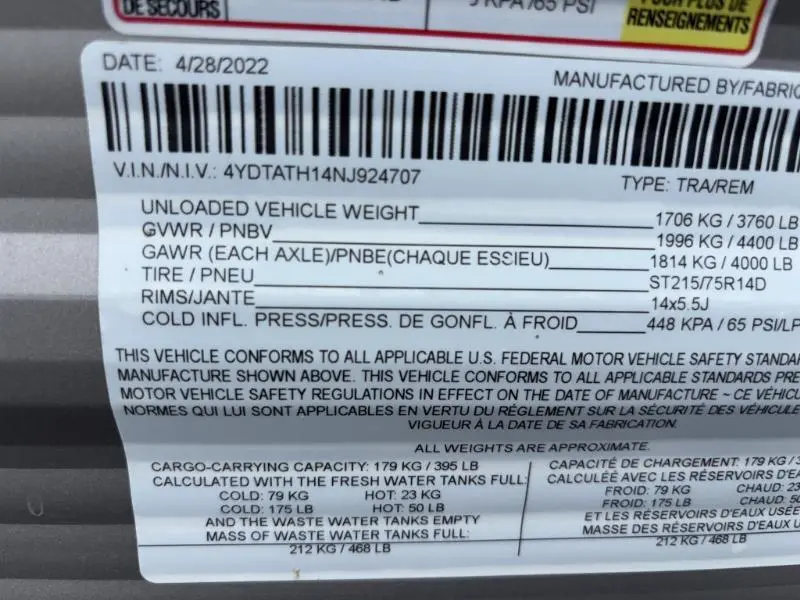 DE SECOURS
KPA /65 PSI
POUR PLUS DE
RENSEIGNEMENTS
DATE: 4/28/2022
MANUFACTURED BY/FABRIQ
V.I.N./N.I.V.: 4YDTATH14NJ924707
TYPE: TRA/REM
UNLOADED VEHICLE WEIGHT 1706 KG / 3760 LB
GVWR / PNBV 1996 KG / 4400 LB
GAWR (EACH AXLE)/PNBE(CHAQUE ESSIEU) 1814 KG / 4000 LB
TIRE / PNEU ST215/75R14D
RIMS/JANTE 14x5.5J
COLD INFL. PRESS/PRESS. DE GONFL. À FROID 448 KPA / 65 PSI/LP
THIS VEHICLE CONFORMS TO ALL APPLICABLE U.S. FEDERAL MOTOR VEHICLE SAFETY STANDA
MANUFACTURE SHOWN ABOVE. THIS VEHICLE CONFORMS TO ALL APPLICABLE STANDARDS PRE
MOTOR VEHICLE SAFETY REGULATIONS IN EFFECT ON THE DATE OF MANUFACTURE ~ CE VÉHICU
NORMES QUI LUI SONT APPLICABLES EN VERTU DU RÉGLEMENT SUR LA SÉCURITÉ DES VÉHICULE
VIGUEUR À LA DATE DE SA FABRICATION.
ALL WEIGHTS ARE APPROXIMATE.
CARGO-CARRYING CAPACITY: 179 KG / 395 LB
CALCULATED WITH THE FRESH WATER TANKS FULL:
COLD: 79 KG HOT: 23 KG
COLD: 175 LB HOT: 50 LB
AND THE WASTE WATER TANKS EMPTY
MASS OF WASTE WATER TANKS FULL:
212 KG / 468 LB
CAPACITÉ DE CHARGEMENT: 179 KG / 3
CALCULÉE AVEC LES RÉSERVOIRS D'EA
FROID: 79 KG CHAUD: 23
FROID: 175 LB CHAUD: 50
ET LES RÉSERVOIRS D'EAUX USÉE
MASSE DES RÉSERVOIRS D'EAUX U
212 KG / 468 LB